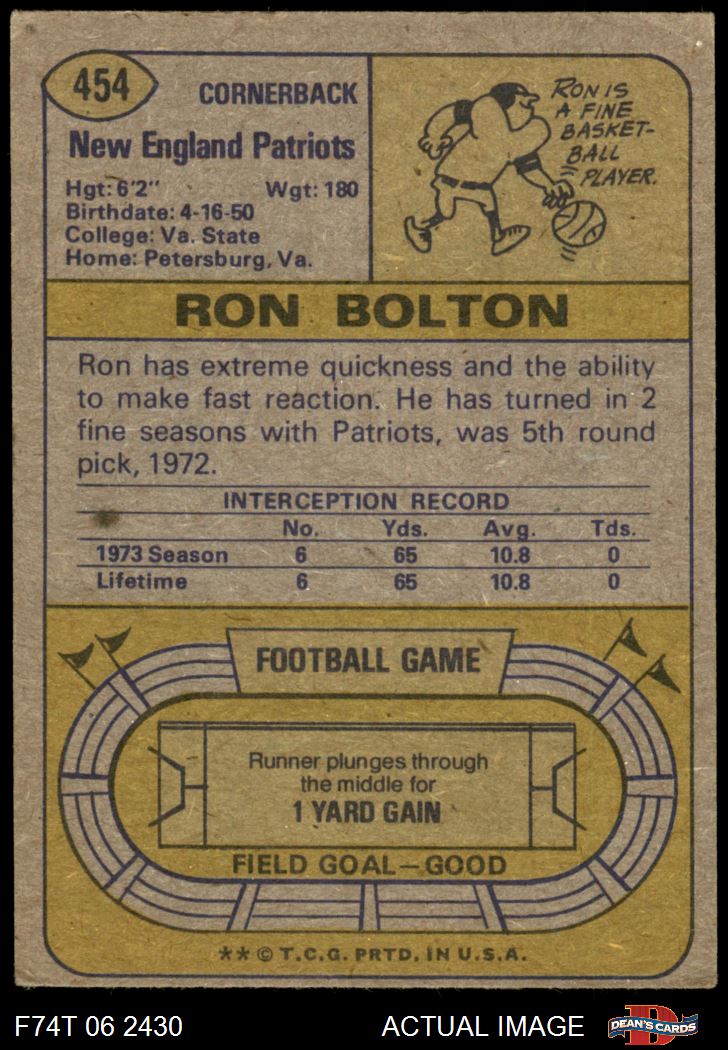 454
CORNERBACK
New England Patriots
Hgt: 6'2" Wgt: 180
Birthdate: 4-16-50
College: Va. State
Home: Petersburg, Va.
RON IS
A FINE
BASKET-
BALL
PLAYER.
RON BOLTON
Ron has extreme quickness and the ability
to make fast reaction. He has turned in 2
fine seasons with Patriots, was 5th round
pick, 1972.
INTERCEPTION RECORD
No. Yds. Avg. Tds.
1973 Season 6 65 10.8 0
Lifetime 6 65 10.8 0
FOOTBALL GAME
Runner plunges through
the middle for
1 YARD GAIN
FIELD GOAL—GOOD
** © T.C.G. PRTD. IN U.S.A.
F74T 06 2430 ACTUAL IMAGE
D
DEAN'S CARDS